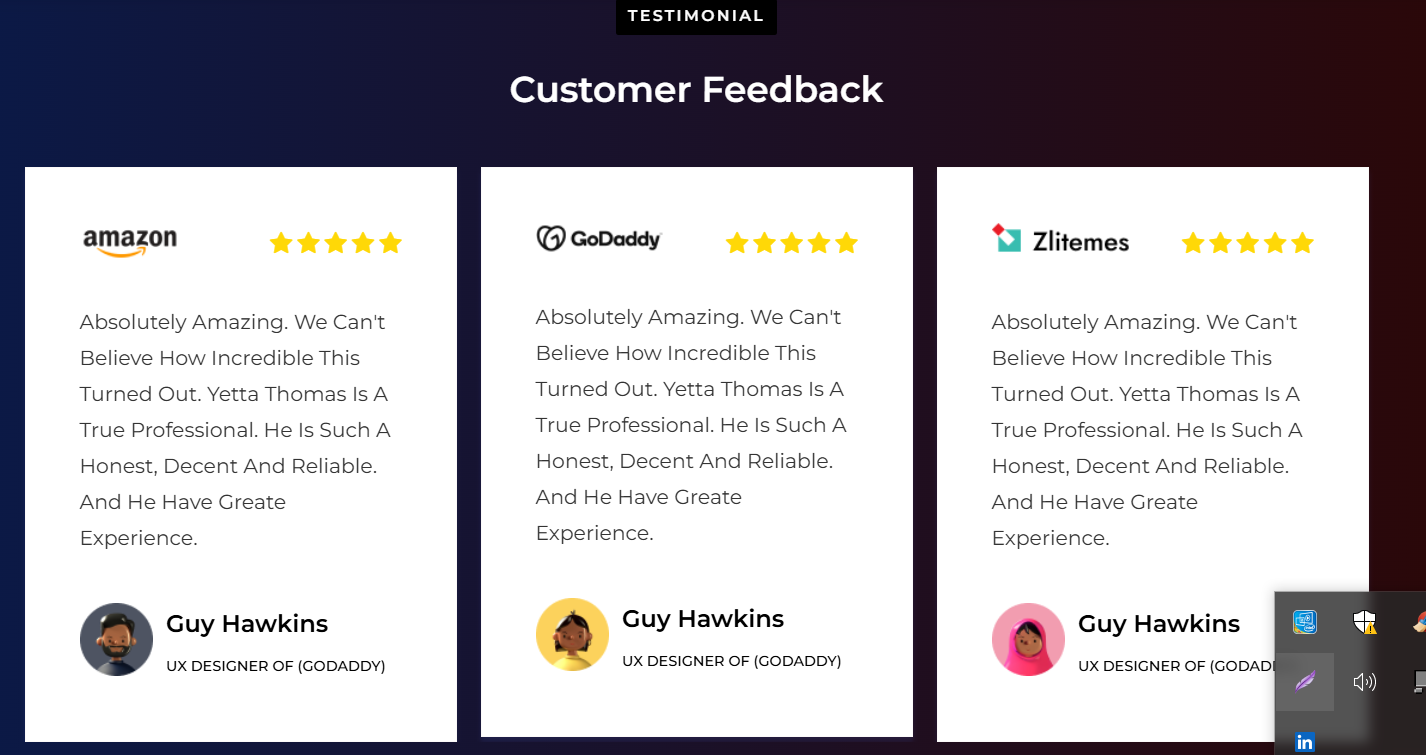 TESTIMONIAL
Customer Feedback
amazon
Absolutely Amazing. We Can't
Believe How Incredible This
Turned Out. Yetta Thomas Is A
True Professional. He Is Such A
Honest, Decent And Reliable.
And He Have Greate
Experience.
Guy Hawkins
UX DESIGNER OF (GODADDY)
GoDaddy
Absolutely Amazing. We Can't
Believe How Incredible This
Turned Out. Yetta Thomas Is A
True Professional. He Is Such A
Honest, Decent And Reliable.
And He Have Greate
Experience.
Guy Hawkins
UX DESIGNER OF (GODADDY)
Zlitemes
Absolutely Amazing. We Can't
Believe How Incredible This
Turned Out. Yetta Thomas Is A
True Professional. He Is Such A
Honest, Decent And Reliable.
And He Have Greate
Experience.
Guy Hawkins
UX DESIGNER OF
in